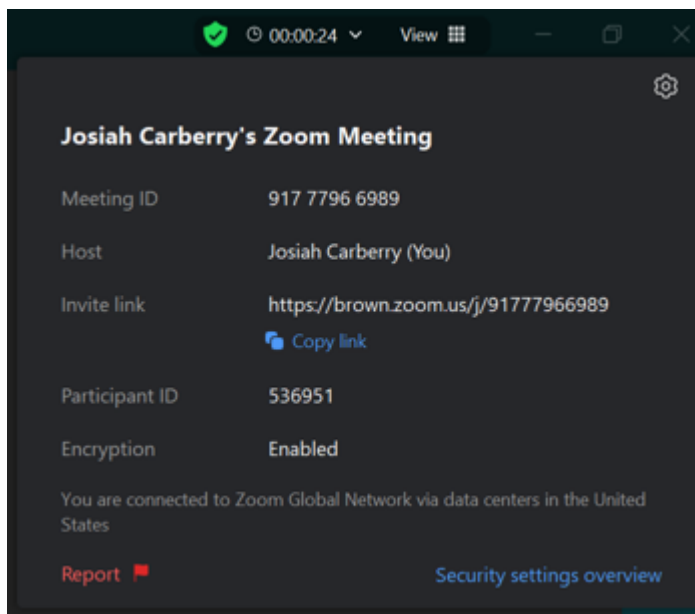 00:00:24 View
Josiah Carberry's Zoom Meeting
Meeting ID 917 7796 6989
Host Josiah Carberry (You)
Invite link https://brown.zoom.us/j/91777966989
Copy link
Participant ID 536951
Encryption Enabled
You are connected to Zoom Global Network via data centers in the United
States
Report Security settings overview